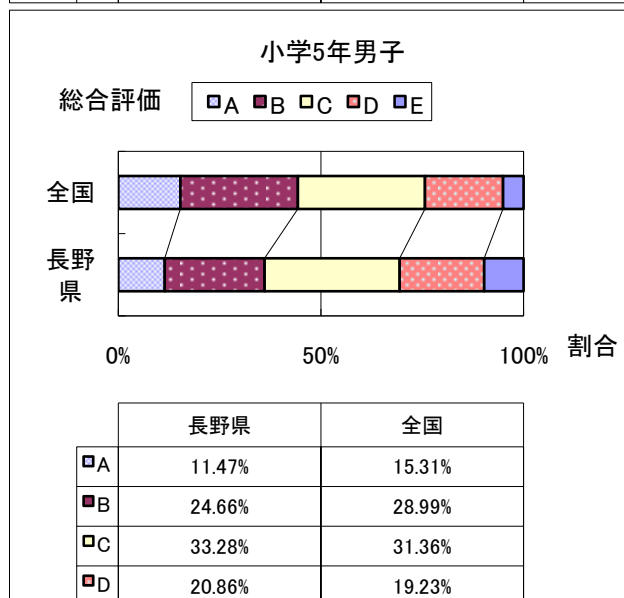 小学5年男子
総合評価 A B C D E
全国
長野
県
0% 50% 100% 割合
長野県 全国
A 11.47% 15.31%
B 24.66% 28.99%
C 33.28% 31.36%
D 20.86% 19.23%